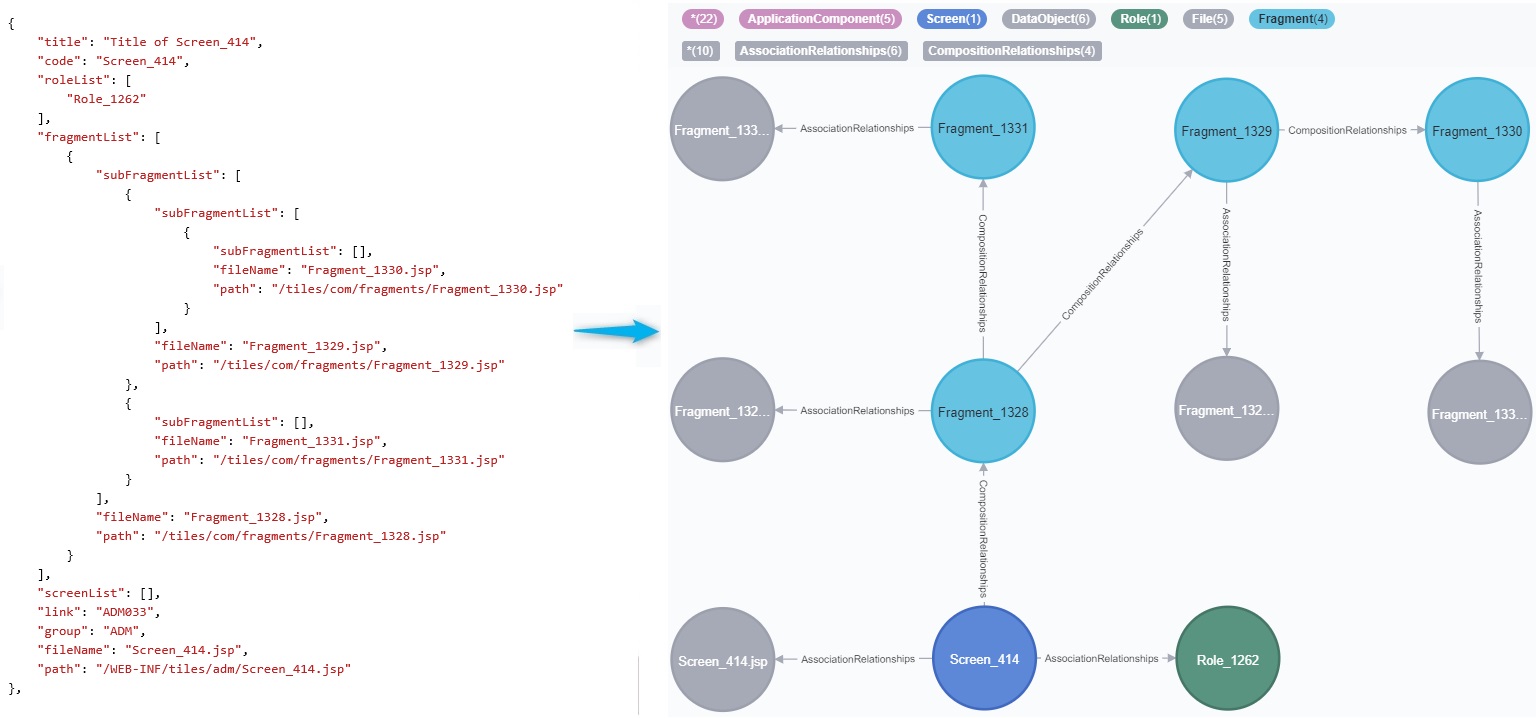 {
"title": "Title of Screen_414",
"code": "Screen_414",
"roleList": [
"Role_1262"
],
"fragmentList": [
{
"subFragmentList": [
{
"subFragmentList": [
{
"subFragmentList": [],
"fileName": "Fragment_1330.jsp",
"path": "/tiles/com/fragments/Fragment_1330.jsp"
}
],
"fileName": "Fragment_1329.jsp",
"path": "/tiles/com/fragments/Fragment_1329.jsp"
},
{
"subFragmentList": [],
"fileName": "Fragment_1331.jsp",
"path": "/tiles/com/fragments/Fragment_1331.jsp"
}
],
"fileName": "Fragment_1328.jsp",
"path": "/tiles/com/fragments/Fragment_1328.jsp"
}
],
"screenList": [],
"link": "ADM033",
"group": "ADM",
"fileName": "Screen_414.jsp",
"path": "/WEB-INF/tiles/adm/Screen_414.jsp"
},
*(22) ApplicationComponent(5) Screen(1) DataObject(6) Role(1) File(5) Fragment(4)
*(10) AssociationRelationships(6) CompositionRelationships(4)
Fragment_133...
AssociationRelationships
Fragment_1331
Fragment_1329
CompositionRelationships
Fragment_1330
CompositionRelationships
CompositionRelationships
AssociationRelationships
AssociationRelationships
Fragment_132...
AssociationRelationships
Fragment_1328
Fragment_132...
Fragment_133...
CompositionRelationships
Screen_414.jsp
AssociationRelationships
Screen_414
AssociationRelationships
Role_1262